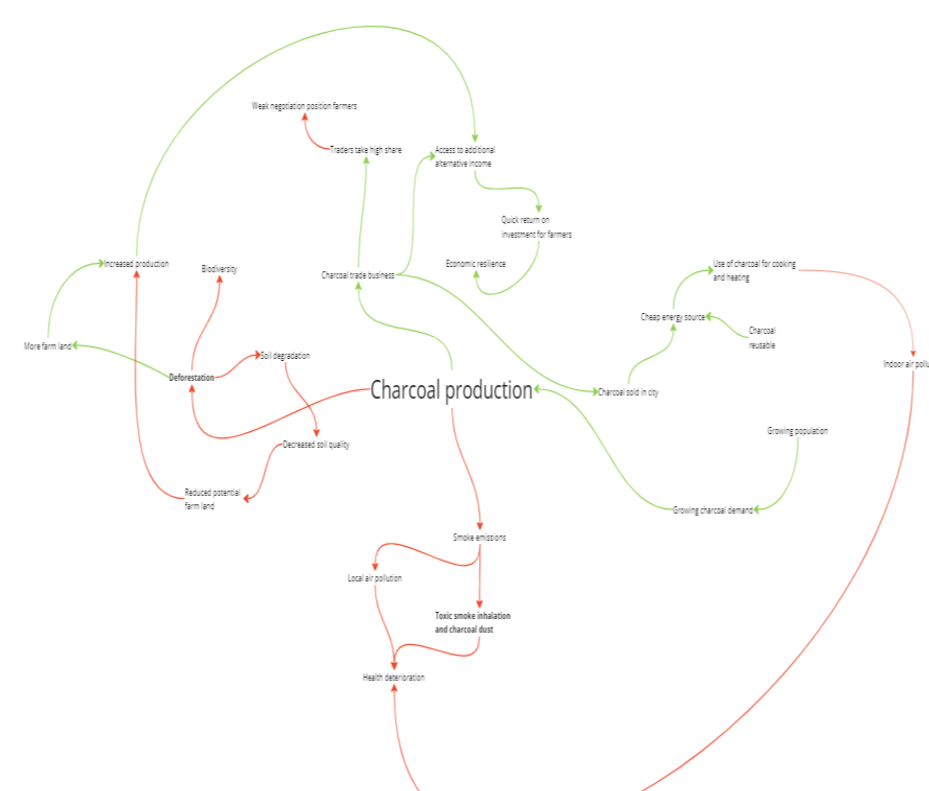 Weak negotiation position farmers
Traders take high share
Access to additional
alternative income
Quick return on
investment for farmers
Increased production
Biodiversity
Charcoal trade business
Economic resilience
Use of charcoal for cooking
and heating
Cheap energy source
Charcoal
reusable
More farm land
Soil degradation
Indoor air pollu
Deforestation
Charcoal production
Charcoal sold in city
Growing population
Decreased soil quality
Reduced potential
farm land
Growing charcoal demand
Smoke emissions
Local air pollution
Toxic smoke inhalation
and charcoal dust
Health deterioration